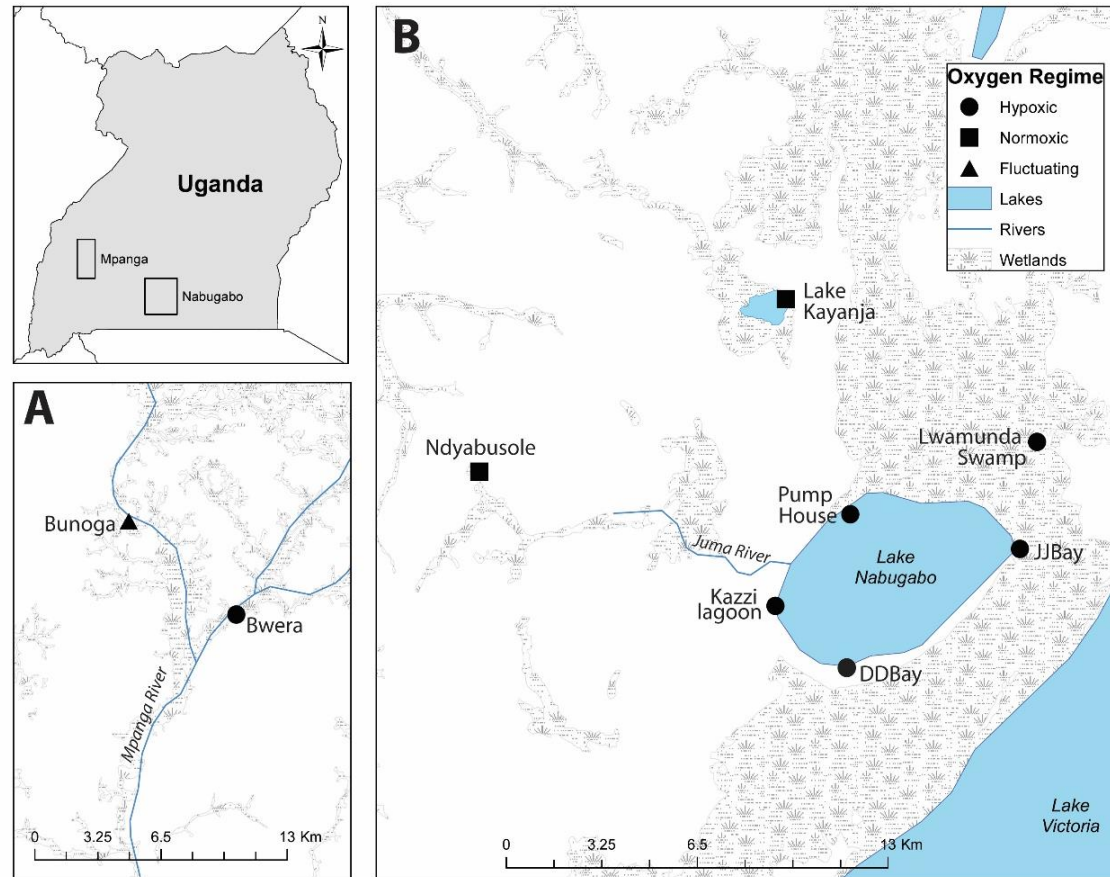 N
Uganda
Mpanga
Nabugabo
A
Bunoga
Bwera
Mpanga River
0 3.25 6.5 13 Km
B
Oxygen Regime
Hypoxic
Normoxic
Fluctuating
Lakes
Rivers
Wetlands
Lake
Kayanja
Ndyabusole
Lwamunda
Swamp
Pump
House
Juma River
Lake
Nabugabo
JJBay
Kazzi
lagoon
DDBay
Lake
Victoria
0 3.25 6.5 13 Km